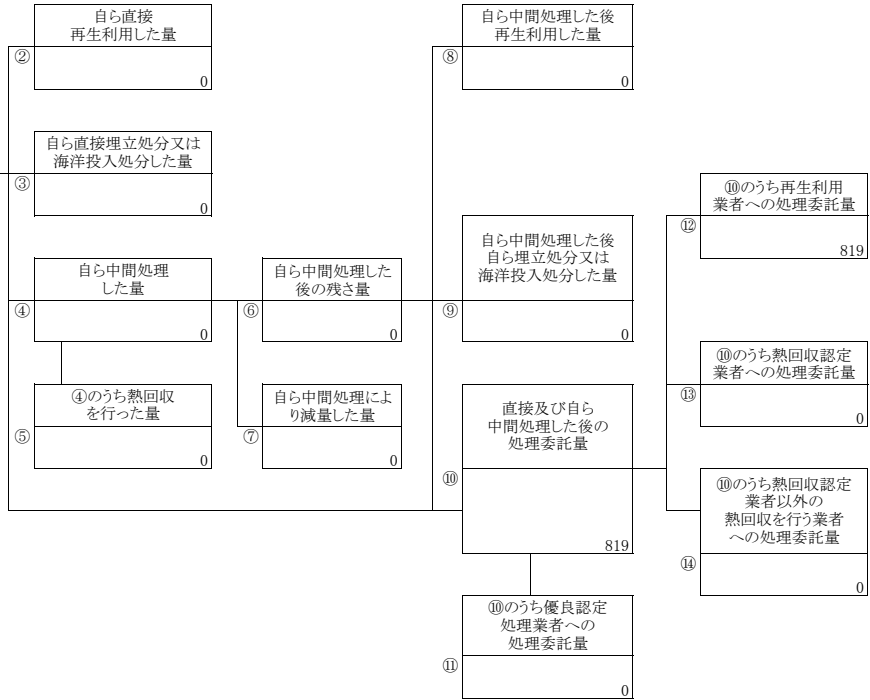 自ら直接
再生利用した量
②
0
自ら直接埋立処分又は
海洋投入処分した量
③
0
自ら中間処理
した量
④
0
④のうち熱回収
を行った量
⑤
0
自ら中間処理した
後の残さ量
⑥
0
自ら中間処理によ
り減量した量
⑦
0
自ら中間処理した後
再生利用した量
⑧
0
自ら中間処理した後
自ら埋立処分又は
海洋投入処分した量
⑨
0
直接及び自ら
中間処理した後の
処理委託量
⑩
819
⑩のうち優良認定
処理業者への
処理委託量
⑪
0
⑩のうち再生利用
業者への処理委託量
⑫
819
⑩のうち熱回収認定
業者への処理委託量
⑬
0
⑩のうち熱回収認定
業者以外の
熱回収を行う業者
への処理委託量
⑭
0